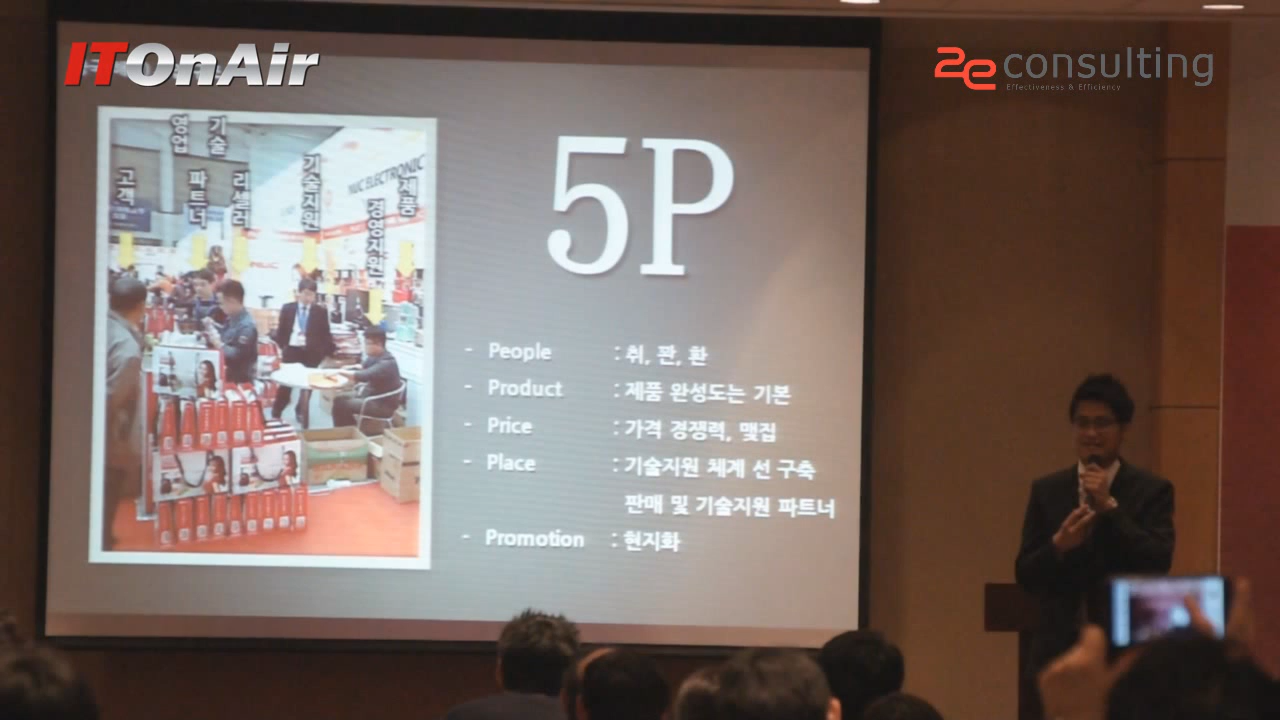 ITOnAir
2e consulting
Effectiveness & Efficiency
영업
기술
고객
파트너
리셀러
기술지원
경영지원
제품
NUC ELECTRONIC
5P
- People : 취, 꽌, 환
- Product : 제품 완성도는 기본
- Price : 가격 경쟁력, 맷집
- Place : 기술지원 체계 선 구축
판매 및 기술지원 파트너
- Promotion : 현지화